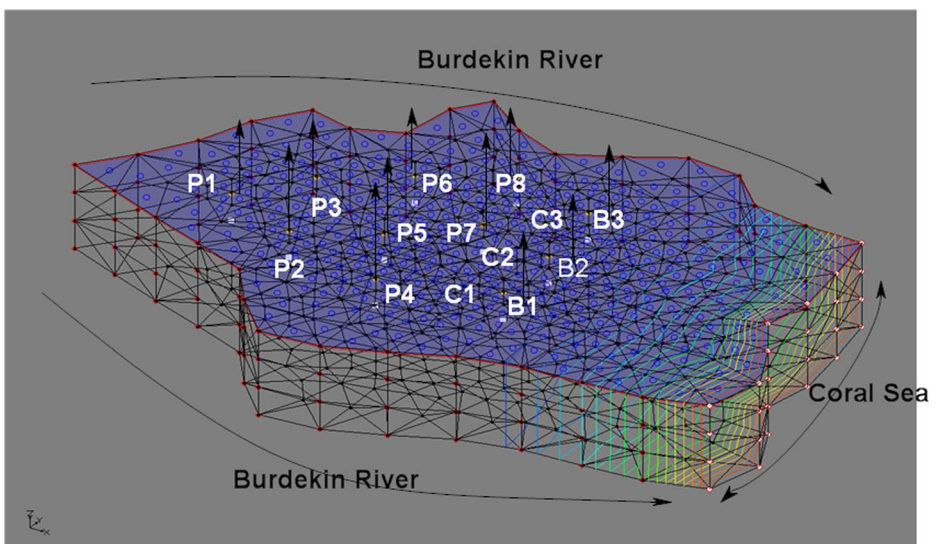 Burdekin River
P1
P6
P8
P3
C3
B3
P5
P7
C2
P2
B2
P4
C1
B1
Coral Sea
Burdekin River
Z
Y
X